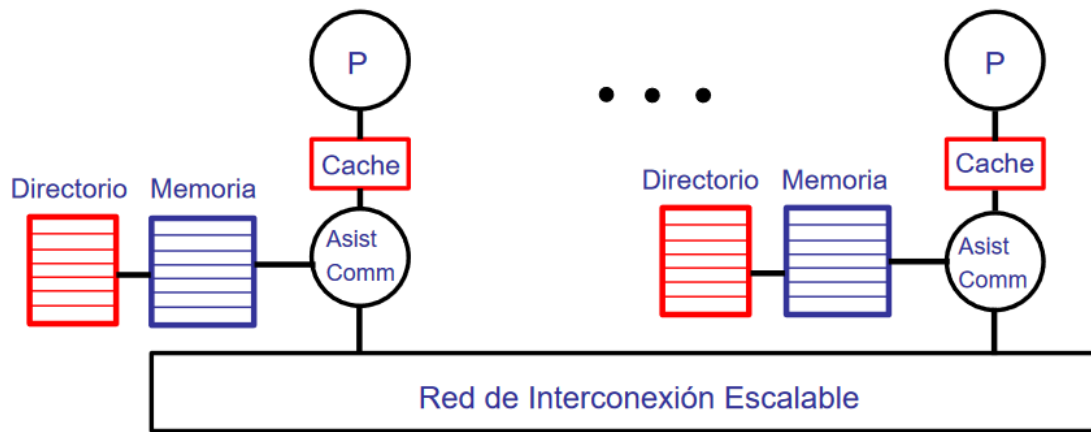 P
P
Cache
Cache
Directorio
Memoria
Directorio
Memoria
Asist
Comm
Asist
Comm
Red de Interconexión Escalable